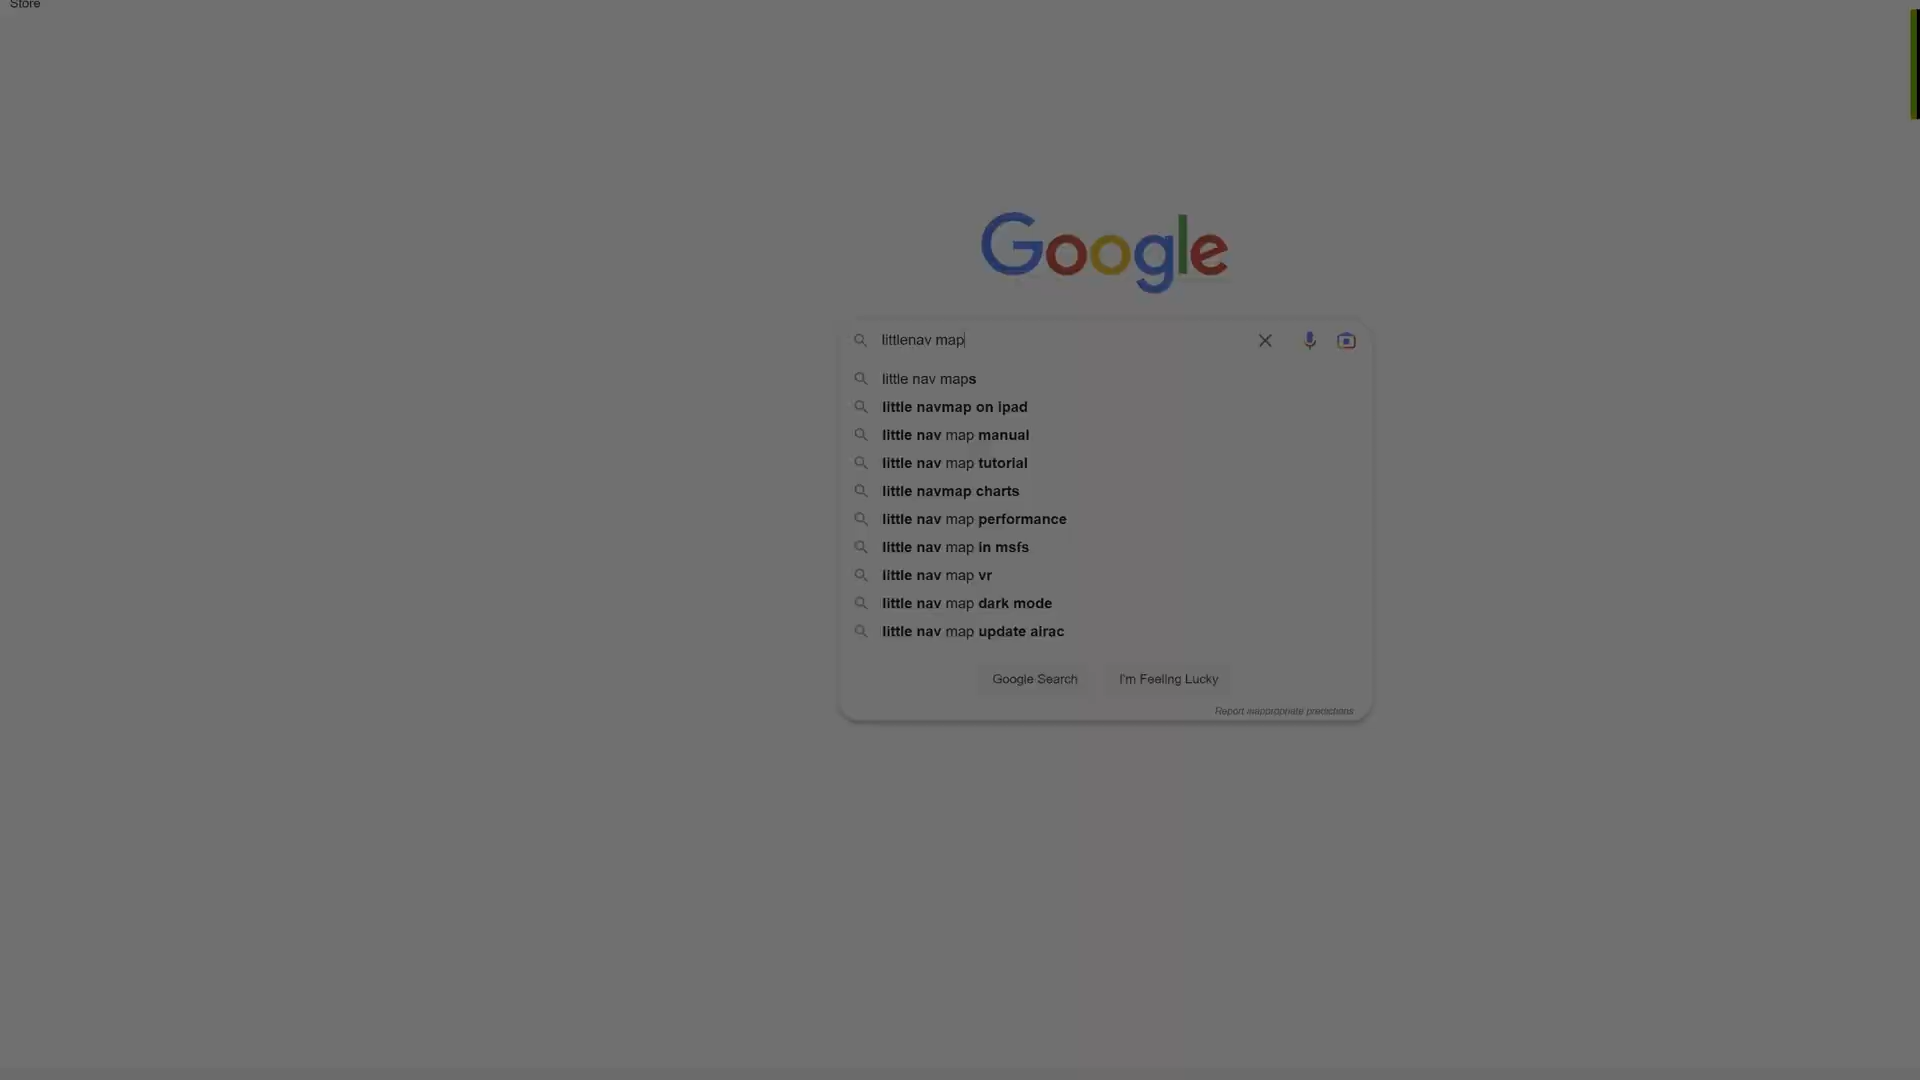 Store
Google
littlenav map
little nav maps
little navmap on ipad
little nav map manual
little nav map tutorial
little navmap charts
little nav map performance
little nav map in msfs
little nav map vr
little nav map dark mode
little nav map update airac
Google Search I'm Feeling Lucky
Report inappropriate predictions